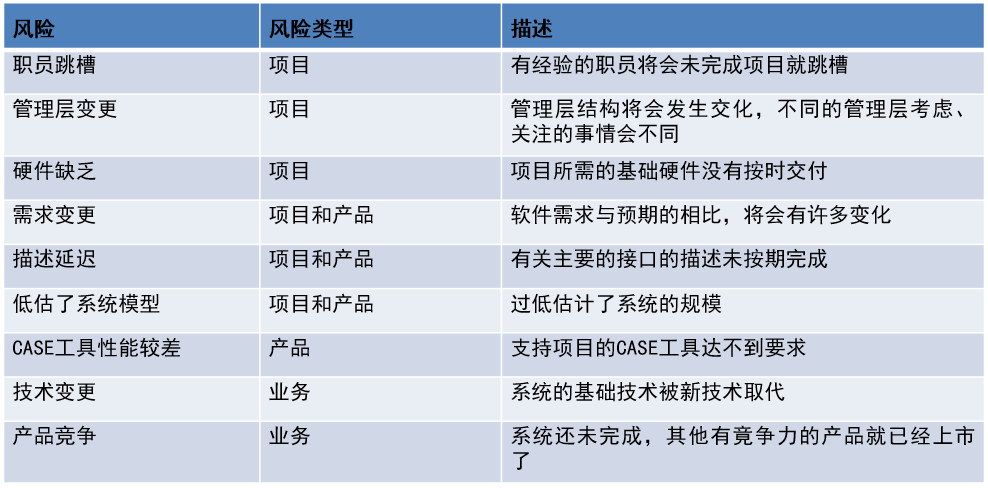 风险 风险类型 描述
职员跳槽 项目 有经验的职员将会未完成项目就跳槽
管理层变更 项目 管理层结构将会发生交化，不同的管理层考虑、
关注的事情会不同
硬件缺乏 项目 项目所需的基础硬件没有按时交付
需求变更 项目和产品 软件需求与预期的相比，将会有许多变化
描述延迟 项目和产品 有关主要的接口的描述未按期完成
低估了系统模型 项目和产品 过低估计了系统的规模
CASE工具性能较差 产品 支持项目的CASE工具达不到要求
技术变更 业务 系统的基础技术被新技术取代
产品竞争 业务 系统还未完成，其他有竟争力的产品就已经上市
了